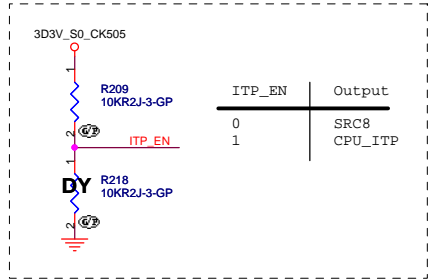 3D3V_S0_CK505
1
R209
10KR2J-3-GP
2
G/P
ITP_EN
1
DY
R218
10KR2J-3-GP
2
G/P
ITP_EN Output
0 SRC8
1 CPU_ITP